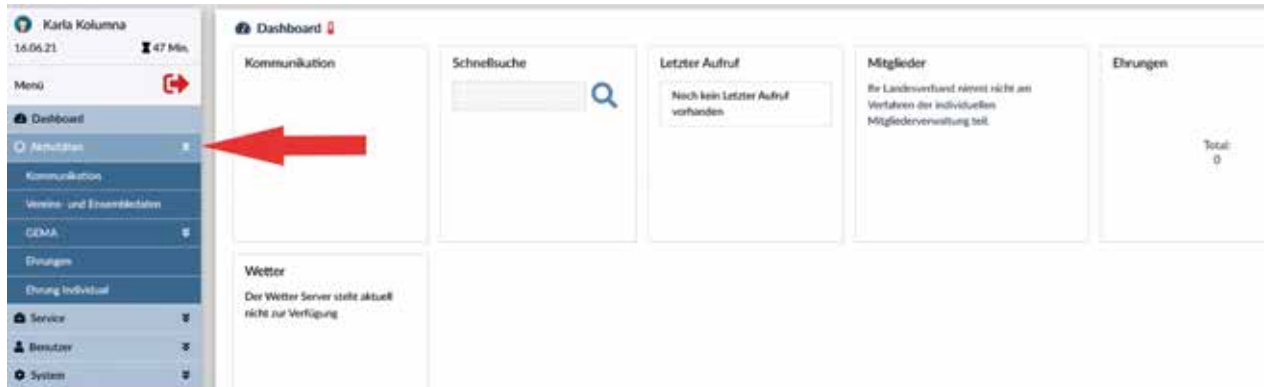 Karla Kolumna
16.06.21 47 Min.
Menü
Dashboard
Aktivitäten
Kommunikation
Vereins- und Ensembledaten
GEMA
Ehrungen
Ehrung Individual
Service
Benutzer
System
Dashboard
Kommunikation
Schnellsuche
Letzter Aufruf
Noch kein Letzter Aufruf
vorhanden
Mitglieder
Ihr Landesverband nimmt nicht am
Verfahren der individuellen
Mitgliederverwaltung teil.
Ehrungen
Total:
0
Wetter
Der Wetter Server steht aktuell
nicht zur Verfügung